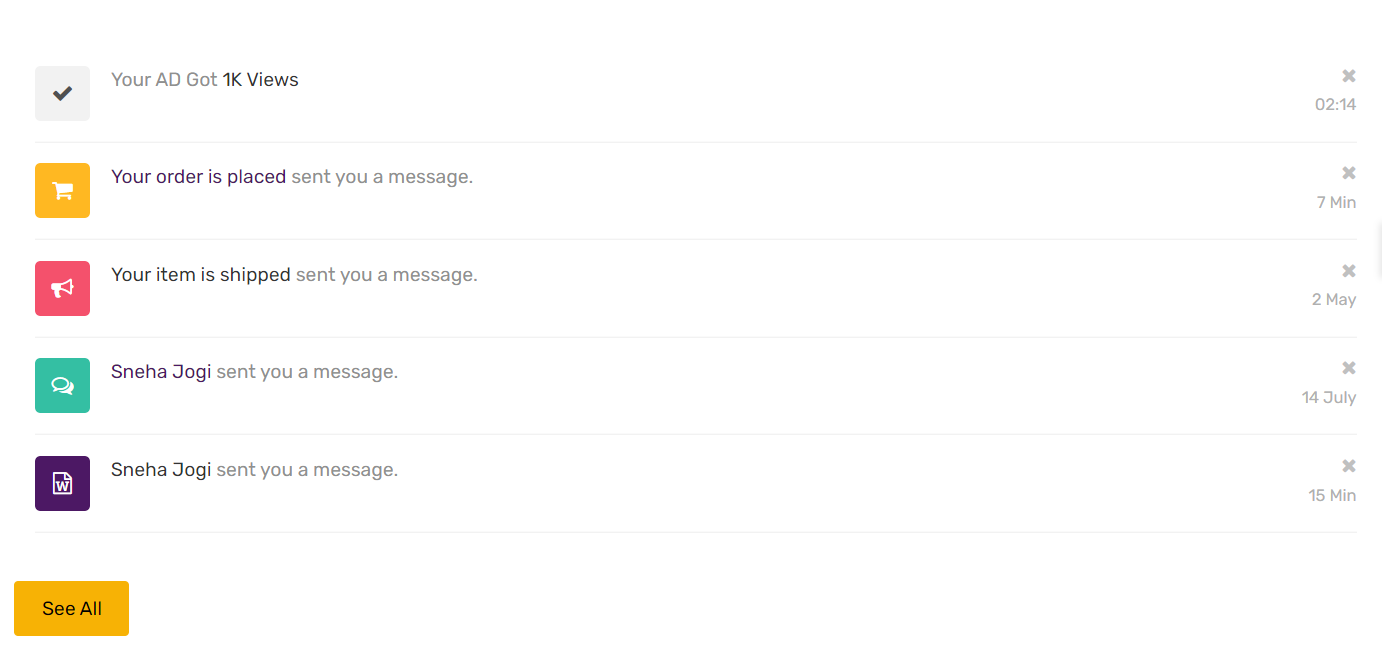 Your AD Got 1K Views
02:14
Your order is placed sent you a message.
7 Min
Your item is shipped sent you a message.
2 May
Sneha Jogi sent you a message.
14 July
Sneha Jogi sent you a message.
15 Min
See All